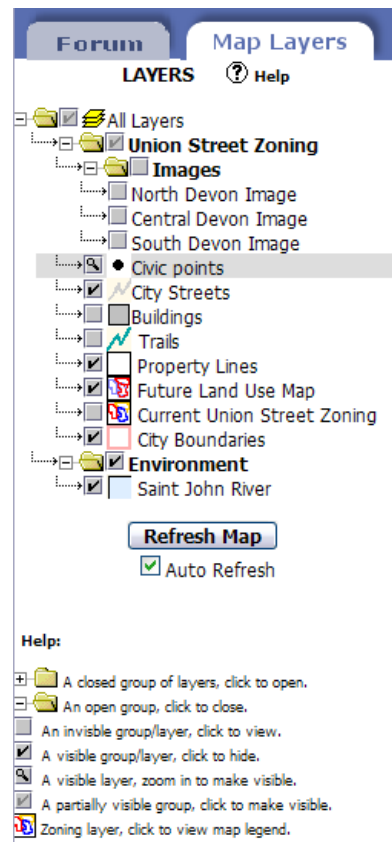 Forum Map Layers
LAYERS ? Help
All Layers
Union Street Zoning
Images
North Devon Image
Central Devon Image
South Devon Image
Civic points
City Streets
Buildings
Trails
Property Lines
Future Land Use Map
Current Union Street Zoning
City Boundaries
Environment
Saint John River
Refresh Map
Auto Refresh
Help:
A closed group of layers, click to open.
An open group, click to close.
An invisble group/layer, click to view.
A visible group/layer, click to hide.
A visible layer, zoom in to make visible.
A partially visible group, click to make visible.
Zoning layer, click to view map legend.